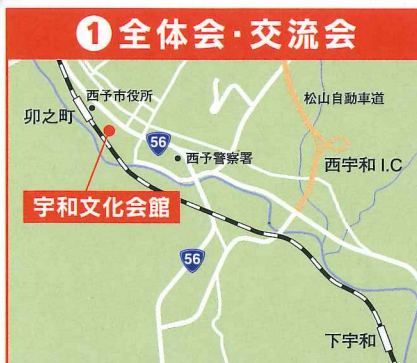 ❶全体会・交流会
西予市役所
卯之町
松山自動車道
56
西予警察署
西宇和I.C
宇和文化会館
56
下宇和